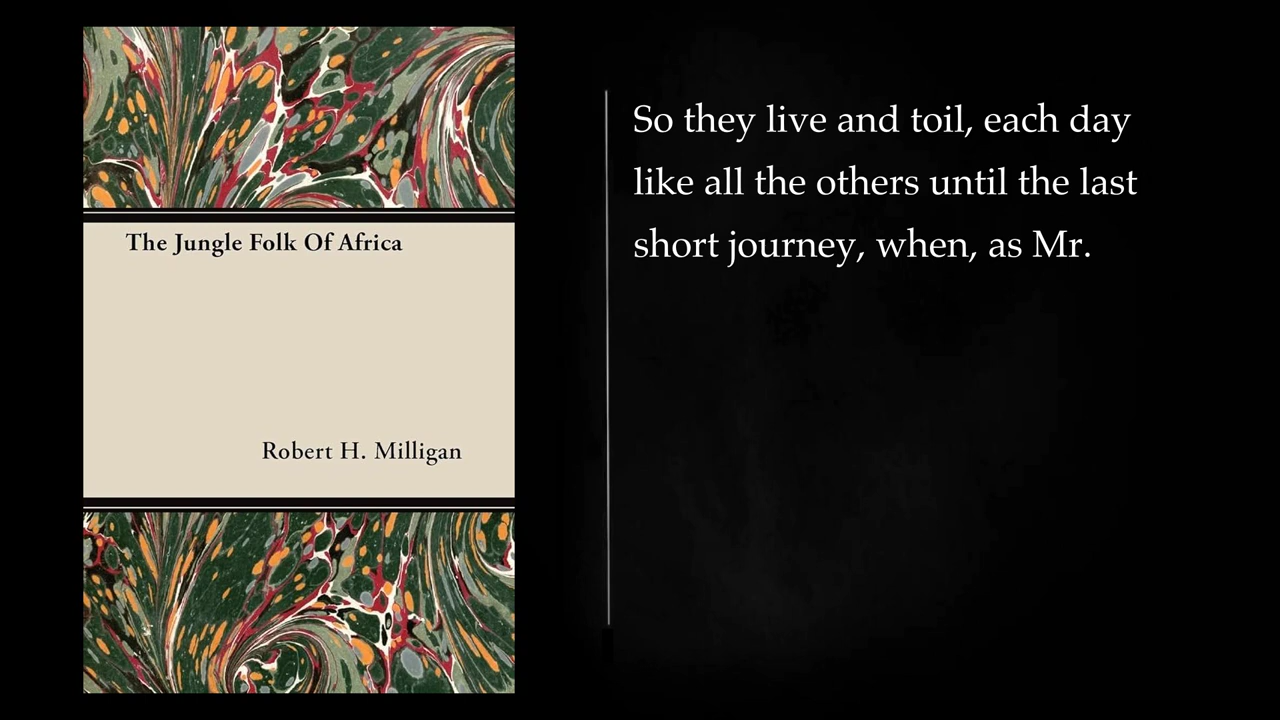 The Jungle Folk Of Africa
Robert H. Milligan
So they live and toil, each day
like all the others until the last
short journey, when, as Mr.